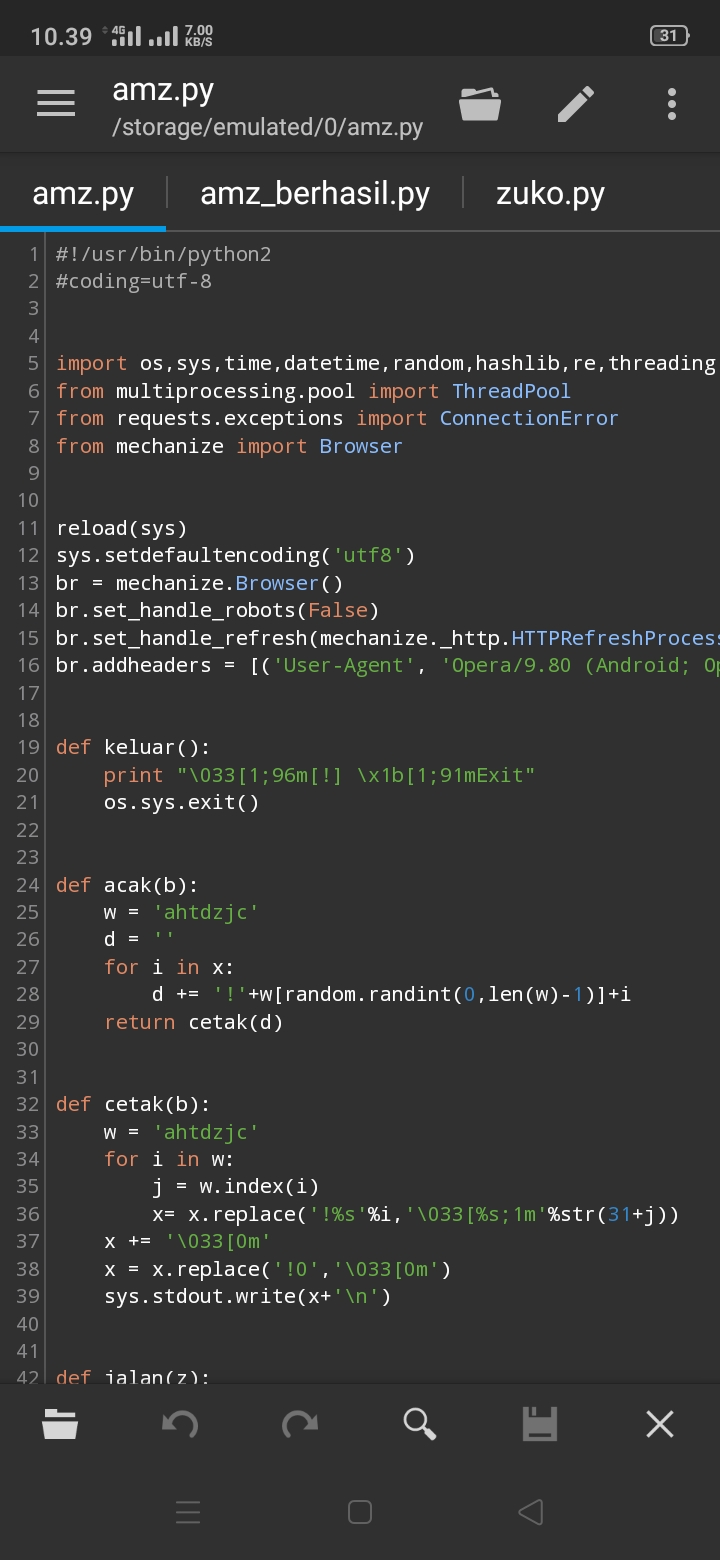 10.39 4G 7.00 KB/S 31
amz.py
/storage/emulated/0/amz.py
amz.py amz_berhasil.py zuko.py
1 #!/usr/bin/python2
2 #coding=utf-8
3
4
5 import os,sys,time,datetime,random,hashlib,re,threading
6 from multiprocessing.pool import ThreadPool
7 from requests.exceptions import ConnectionError
8 from mechanize import Browser
9
10
11 reload(sys)
12 sys.setdefaultencoding('utf8')
13 br = mechanize.Browser()
14 br.set_handle_robots(False)
15 br.set_handle_refresh(mechanize._http.HTTPRefreshProcess
16 br.addheaders = [('User-Agent', 'Opera/9.80 (Android; Op
17
18
19 def keluar():
20     print "\033[1;96m[!] \x1b[1;91mExit"
21     os.sys.exit()
22
23
24 def acak(b):
25     w = 'ahtdzjc'
26     d = ''
27     for i in x:
28         d += '!'+w[random.randint(0,len(w)-1)]+i
29     return cetak(d)
30
31
32 def cetak(b):
33     w = 'ahtdzjc'
34     for i in w:
35         j = w.index(i)
36         x= x.replace('!%s'%i,'\033[%s;1m'%str(31+j))
37     x += '\033[0m'
38     x = x.replace('!0','\033[0m')
39     sys.stdout.write(x+'\n')
40
41
42 def jalan(z):